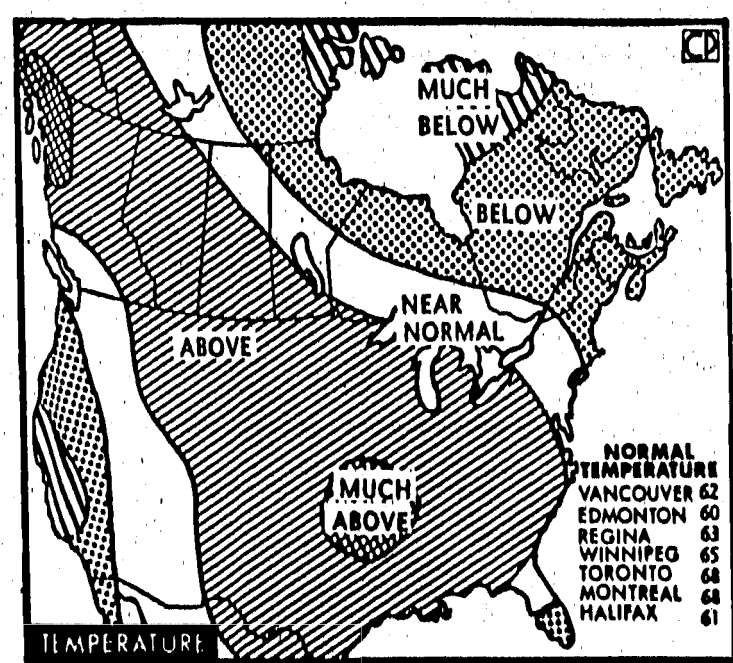 CP
MUCH
BELOW
BELOW
NEAR
NORMAL
ABOVE
MUCH
ABOVE
NORMAL
TEMPERATURE
VANCOUVER 62
EDMONTON 60
REGINA 63
WINNIPEG 65
TORONTO 68
MONTREAL 68
HALIFAX 61
TEMPERATURE